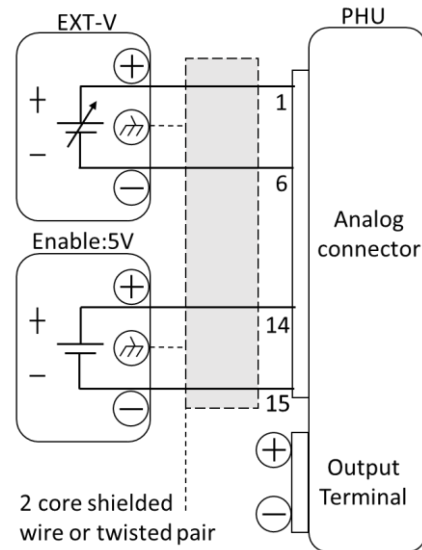 EXT-V
PHU
+
+
1
−
−
6
Analog
connector
Enable:5V
+
+
14
−
−
15
+
−
Output
Terminal
2 core shielded
wire or twisted pair